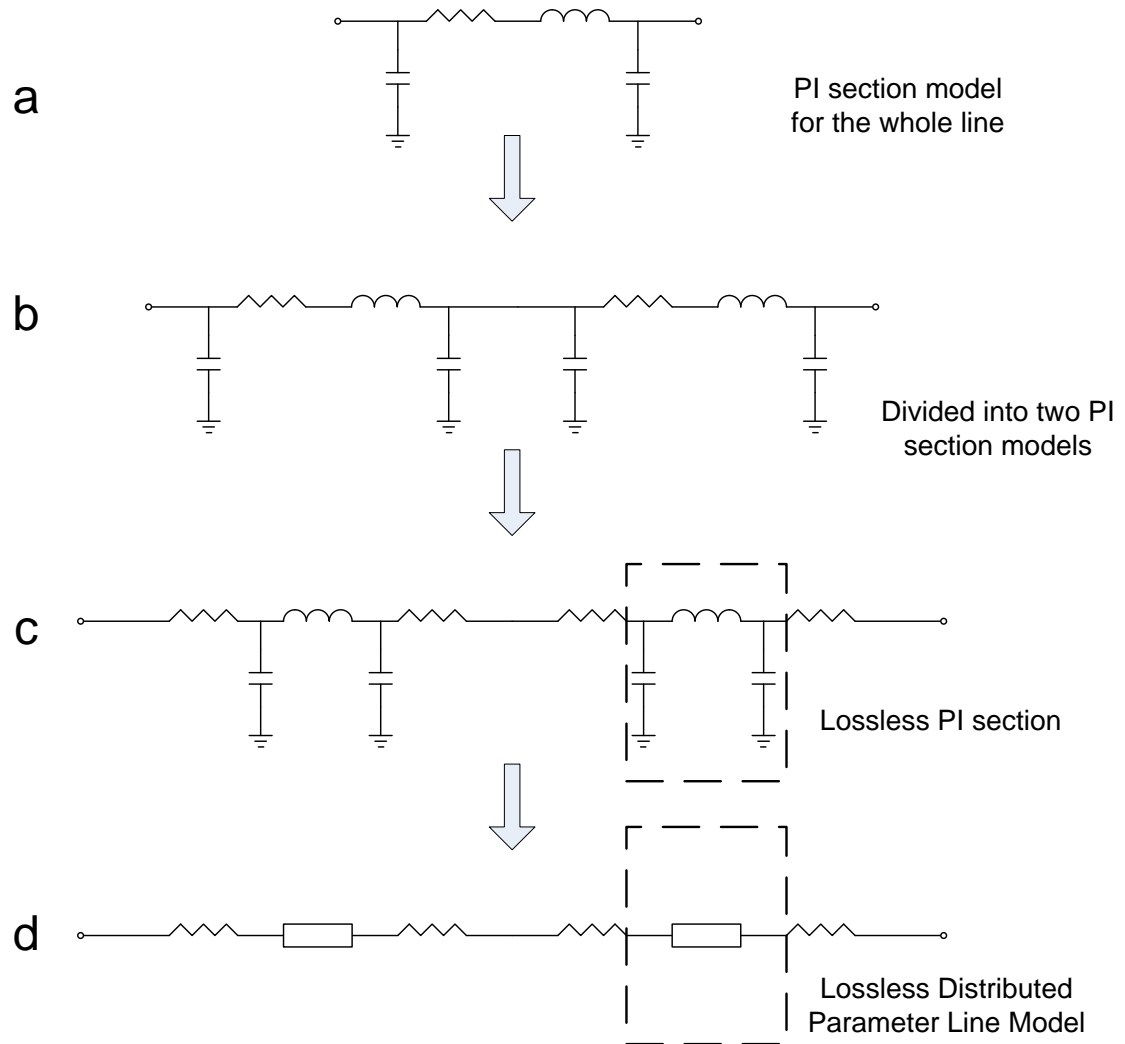 a
PI section model
for the whole line
b
Divided into two PI
section models
c
Lossless PI section
d
Lossless Distributed
Parameter Line Model